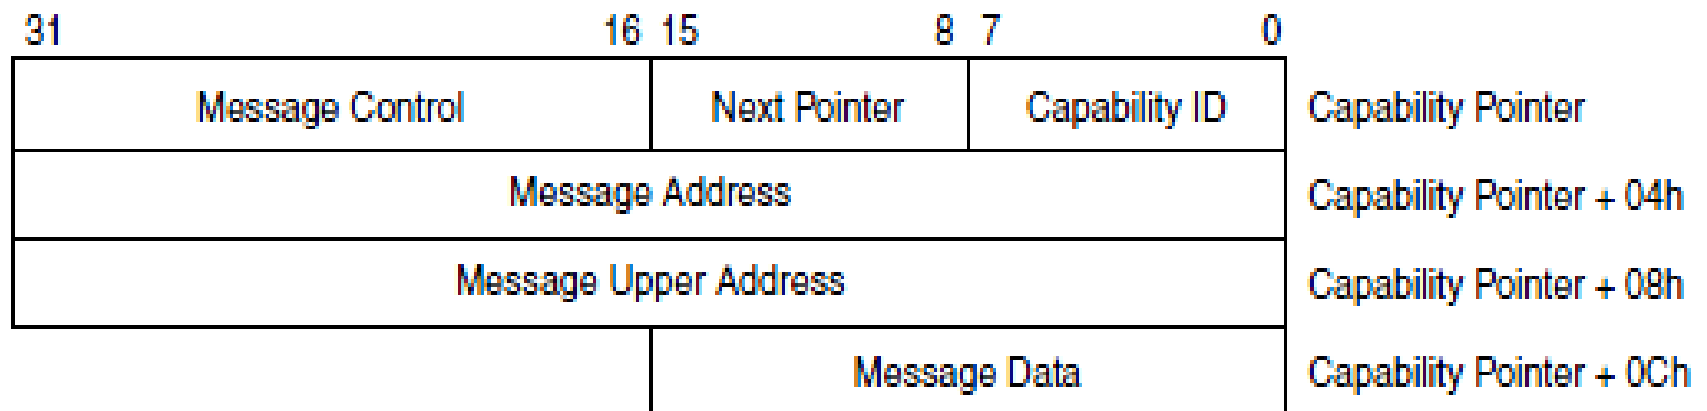 31 16 15 8 7 0
Message Control Next Pointer Capability ID Capability Pointer
Message Address Capability Pointer + 04h
Message Upper Address Capability Pointer + 08h
Message Data Capability Pointer + 0Ch